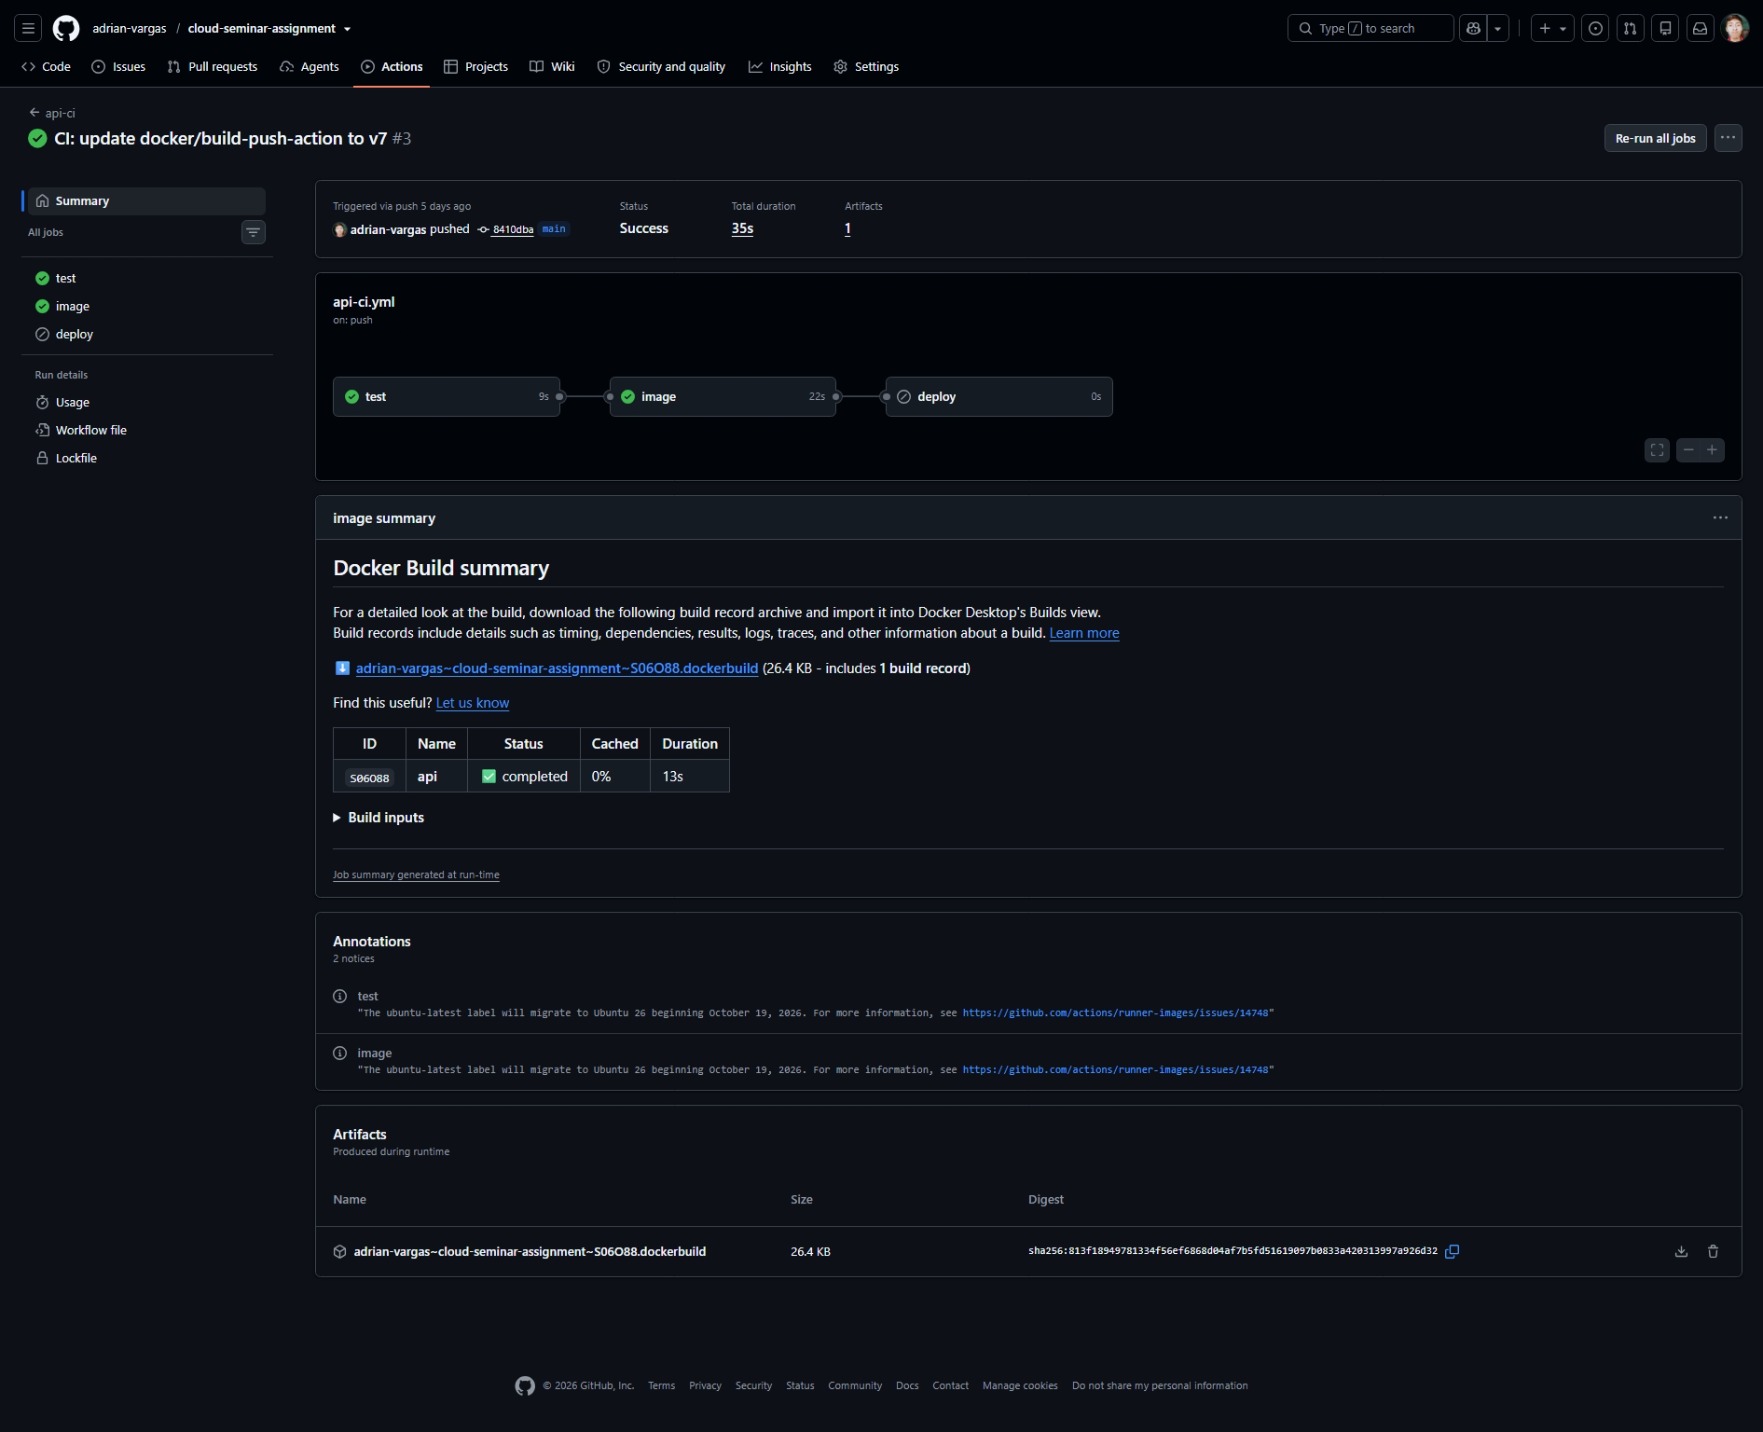 adrian-vargas / cloud-seminar-assignment
Type / to search
Code
Issues
Pull requests
Agents
Actions
Projects
Wiki
Security and quality
Insights
Settings
api-ci
CI: update docker/build-push-action to v7 #3
Re-run all jobs
Summary
All jobs
test
image
deploy
Run details
Usage
Workflow file
Lockfile
Triggered via push 5 days ago
adrian-vargas pushed 8410dba main
Status
Success
Total duration
35s
Artifacts
1
api-ci.yml
on: push
test 9s
image 22s
deploy 0s
image summary
Docker Build summary
For a detailed look at the build, download the following build record archive and import it into Docker Desktop's Builds view.
Build records include details such as timing, dependencies, results, logs, traces, and other information about a build. Learn more
adrian-vargas~cloud-seminar-assignment~S06O88.dockerbuild (26.4 KB - includes 1 build record)
Find this useful? Let us know
ID Name Status Cached Duration
S06O88 api completed 0% 13s
Build inputs
Job summary generated at run-time
Annotations
2 notices
test
"The ubuntu-latest label will migrate to Ubuntu 26 beginning October 19, 2026. For more information, see https://github.com/actions/runner-images/issues/14748"
image
"The ubuntu-latest label will migrate to Ubuntu 26 beginning October 19, 2026. For more information, see https://github.com/actions/runner-images/issues/14748"
Artifacts
Produced during runtime
Name Size Digest
adrian-vargas~cloud-seminar-assignment~S06O88.dockerbuild 26.4 KB sha256:813f18949781334f56ef6868d04af7b5fd51619097b0833a420313997a926d32
© 2026 GitHub, Inc. Terms Privacy Security Status Community Docs Contact Manage cookies Do not share my personal information